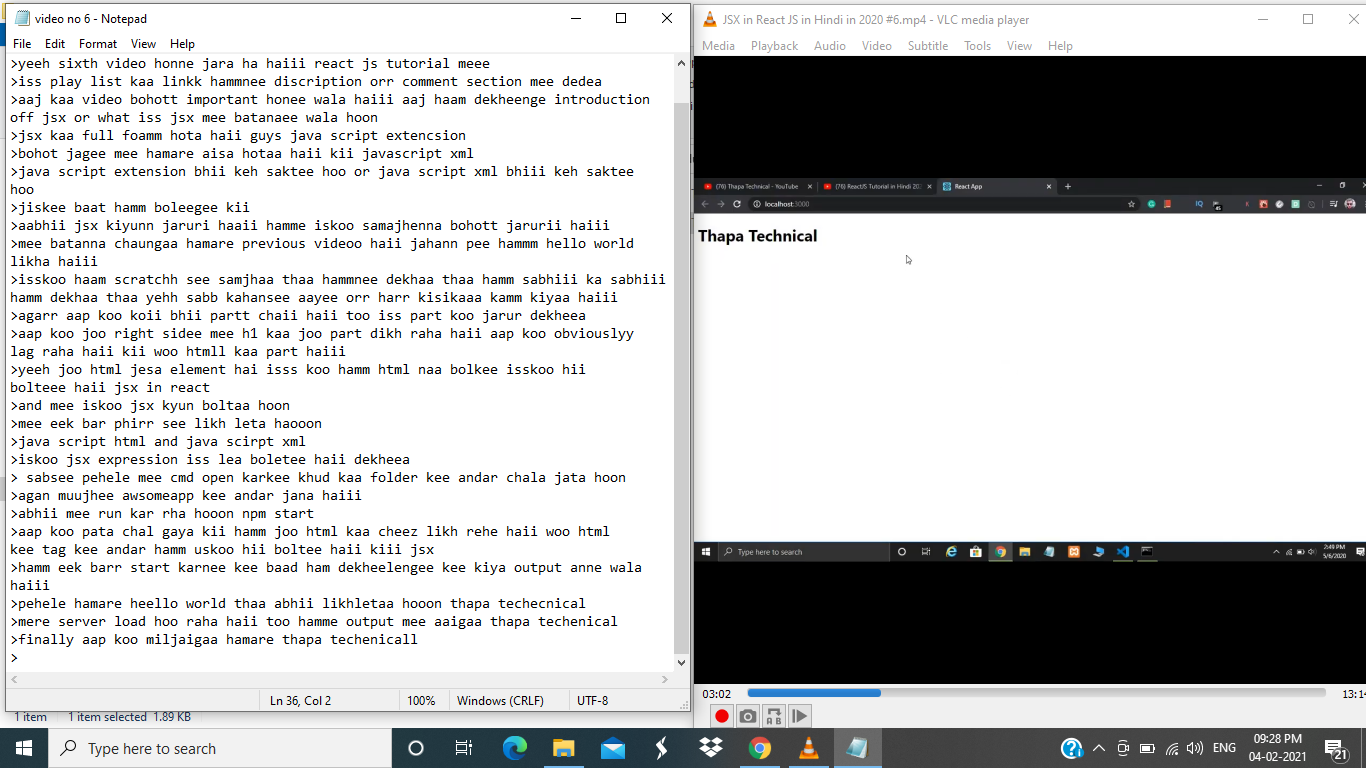 video no 6 - Notepad
File Edit Format View Help
>yeeh sixth video honne jara ha haiii react js tutorial meee
>iss play list kaa linkk hammnee discription orr comment section mee dedea
>aaj kaa video bohott important honee wala haiii aaj haam dekheenge introduction
off jsx or what iss jsx mee batanaee wala hoon
>jsx kaa full foamm hota haii guys java script extencsion
>bohot jagee mee hamare aisa hotaa haii kii javascript xml
>java script extension bhii keh saktee hoo or java script xml bhiii keh saktee
hoo
>jiskee baat hamm boleegee kii
>aabhii jsx kiyunn jaruri haaii hamme iskoo samajhenna bohott jarurii haiii
>mee batanna chaungaa hamare previous videoo haii jahann pee hammm hello world
likha haiii
>isskoo haam scratchh see samjhaa thaa hammnee dekhaa thaa hamm sabhiii ka sabhiii
hamm dekhaa thaa yehh sabb kahansee aayee orr harr kisikaaa kamm kiyaa haiii
>agarr aap koo koii bhii partt chaii haii too iss part koo jarur dekheea
>aap koo joo right sidee mee h1 kaa joo part dikh raha haii aap koo obviouslyy
lag raha haii kii woo htmll kaa part haiii
>yeeh joo html jesa element hai isss koo hamm html naa bolkee isskoo hii
bolteee haii jsx in react
>and mee iskoo jsx kyun boltaa hoon
>mee eek bar phirr see likh leta haooon
>java script html and java scirpt xml
>iskoo jsx expression iss lea boletee haii dekheea
> sabsee pehele mee cmd open karkee khud kaa folder kee andar chala jata hoon
>agan muujhee awsomeapp kee andar jana haiii
>abhii mee run kar rha hooon npm start
>aap koo pata chal gaya kii hamm joo html kaa cheez likh rehe haii woo html
kee tag kee andar hamm uskoo hii boltee haii kiii jsx
>hamm eek barr start karnee kee baad ham dekheelengee kee kiya output anne wala
haiii
>pehele hamare heello world thaa abhii likhletaa hooon thapa techecnical
>mere server load hoo raha haii too hamme output mee aaigaa thapa techenical
>finally aap koo miljaigaa hamare thapa techenicall
>
Ln 36, Col 2 100% Windows (CRLF) UTF-8
1 item 1 item selected 1.89 KB
JSX in React JS in Hindi in 2020 #6.mp4 - VLC media player
Media Playback Audio Video Subtitle Tools View Help
(76) Thapa Technical - YouTube (76) ReactJS Tutorial in Hindi 202 React App
localhost:3000
Thapa Technical
Type here to search 2:49 PM
5/6/2020
03:02 13:14
Type here to search ENG 09:28 PM
04-02-2021 21